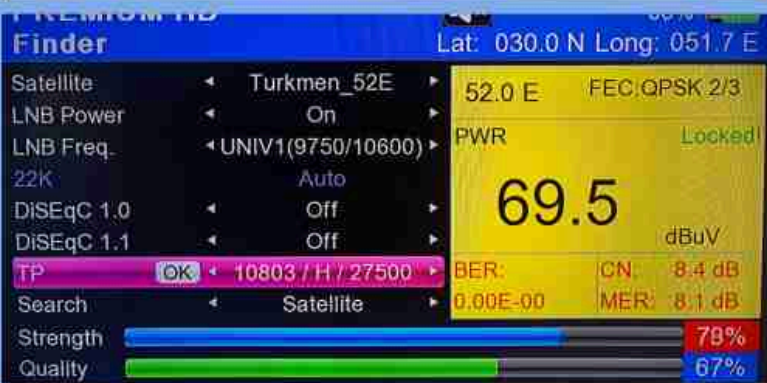 PREMIUM HD
Finder
Lat: 030.0 N Long: 051.7 E
Satellite Turkmen_52E
LNB Power On
LNB Freq. UNIV1(9750/10600)
22K Auto
DiSEqC 1.0 Off
DiSEqC 1.1 Off
TP OK 10803 / H / 27500
Search Satellite
52.0 E FEC:QPSK 2/3
PWR Locked!
69.5
dBuV
BER: CN: 8.4 dB
0.00E-00 MER: 8.1 dB
Strength 78%
Quality 67%